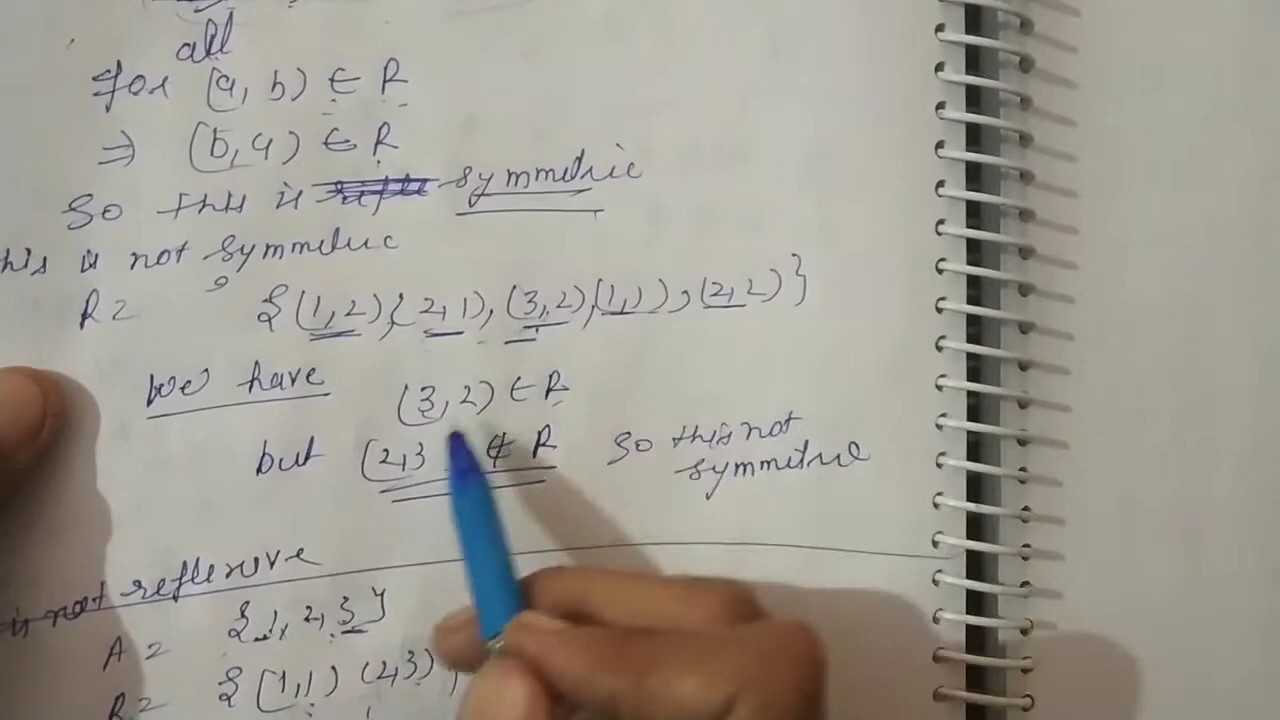 all
for (a, b) ∈ R
⇒ (b, a) ∈ R
So this is symmetric
his is not symmetric
R = {(1,2), (2,1), (3,2), (1,1), (2,2)}
We have (3,2) ∈ R
but (2,3 ∉ R So this not
symmetric
is not reflexive
A = {1, 2, 3}
R = {(1,1) (2,3),